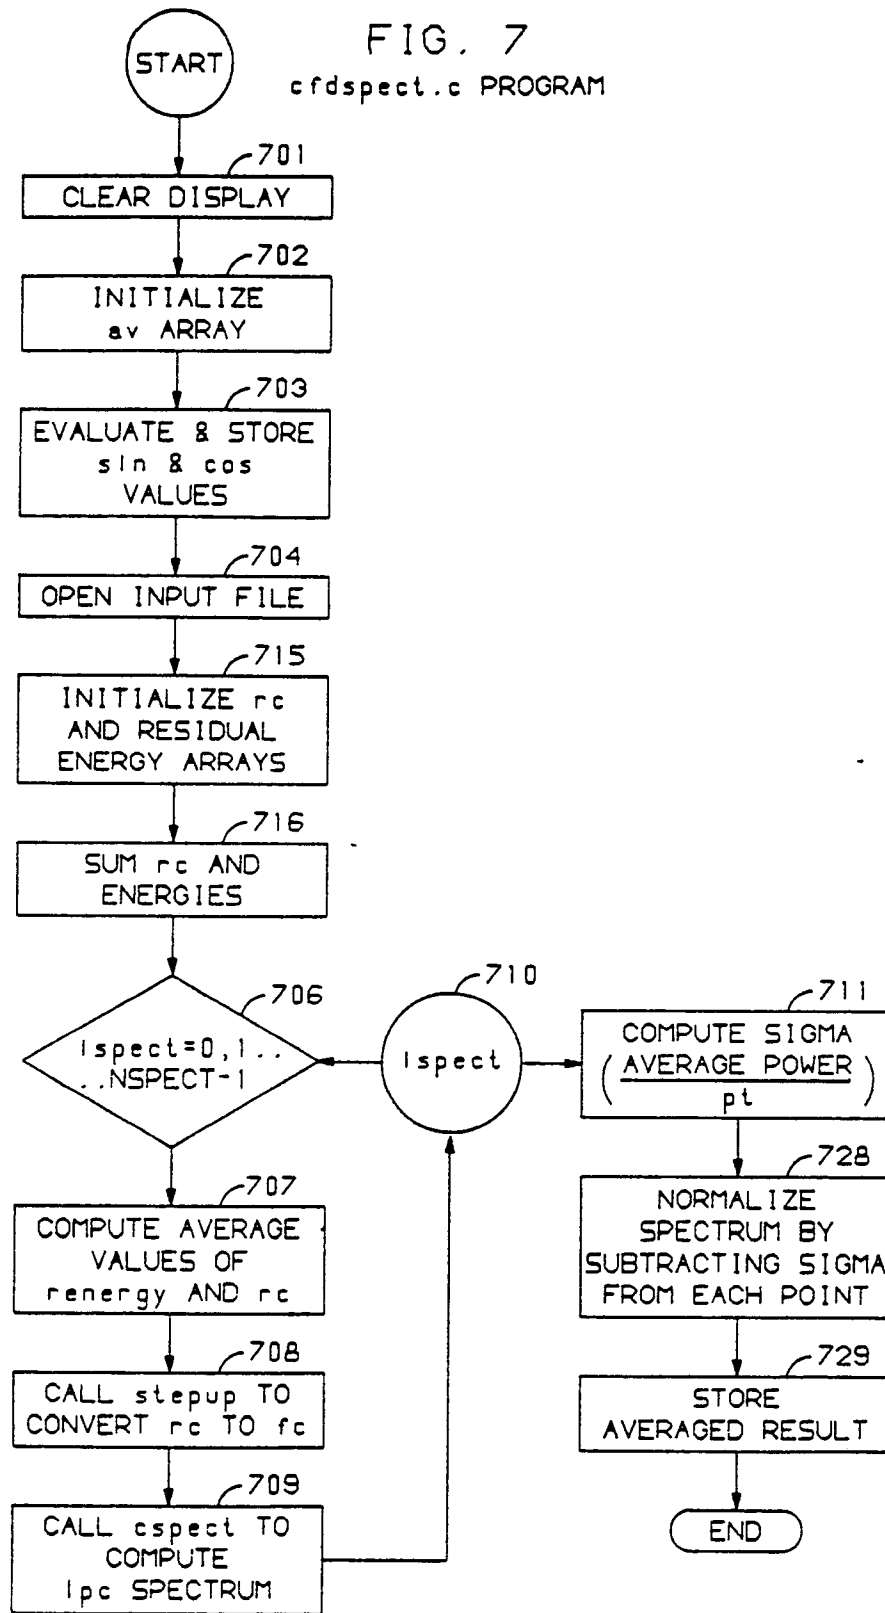 FIG. 7
cfdspect.c PROGRAM
START
701
CLEAR DISPLAY
702
INITIALIZE
av ARRAY
703
EVALUATE & STORE
sin & cos
VALUES
704
OPEN INPUT FILE
715
INITIALIZE rc
AND RESIDUAL
ENERGY ARRAYS
716
SUM rc AND
ENERGIES
706
ispect=0,1..
..NSPECT-1
707
COMPUTE AVERAGE
VALUES OF
renergy AND rc
708
CALL stepup TO
CONVERT rc TO fc
709
CALL cspect TO
COMPUTE
lpc SPECTRUM
710
ispect
711
COMPUTE SIGMA
(AVERAGE POWER
pt)
728
NORMALIZE
SPECTRUM BY
SUBTRACTING SIGMA
FROM EACH POINT
729
STORE
AVERAGED RESULT
END